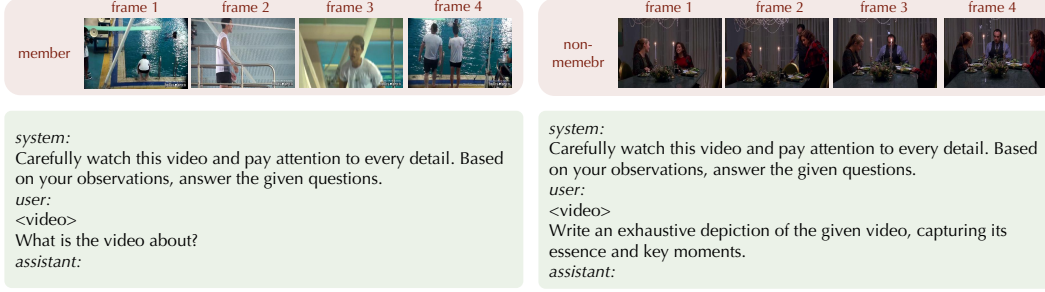 frame 1 frame 2 frame 3 frame 4
member
system:
Carefully watch this video and pay attention to every detail. Based
on your observations, answer the given questions.
user:
<video>
What is the video about?
assistant:
frame 1 frame 2 frame 3 frame 4
non-
memebr
system:
Carefully watch this video and pay attention to every detail. Based
on your observations, answer the given questions.
user:
<video>
Write an exhaustive depiction of the given video, capturing its
essence and key moments.
assistant: